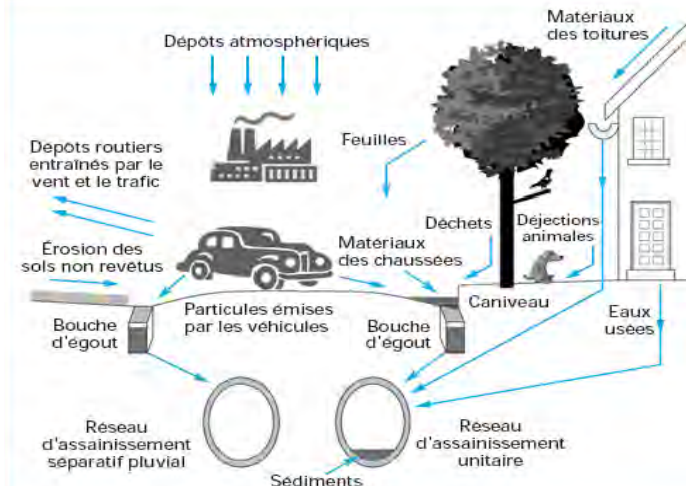 Matériaux
des toitures
Dépôts atmosphériques
Feuilles
Dépôts routiers
entraînés par le
vent et le trafic
Déchets
Déjections
animales
Érosion des
sols non revêtus
Matériaux
des chaussées
Caniveau
Particules émises
par les véhicules
Bouche
d'égout
Bouche
d'égout
Eaux
usées
Réseau
d'assainissement
séparatif pluvial
Réseau
d'assainissement
unitaire
Sédiments